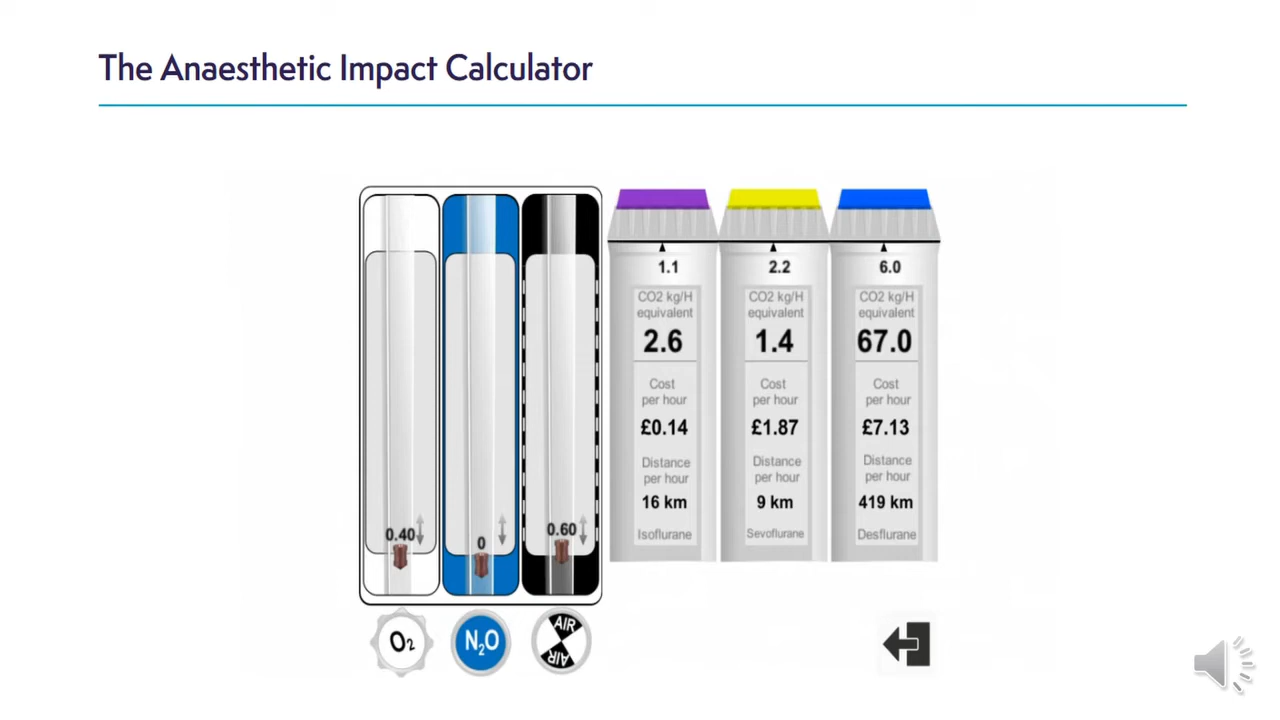 The Anaesthetic Impact Calculator
1.1
2.2
6.0
CO2 kg/H
equivalent
2.6
CO2 kg/H
equivalent
1.4
CO2 kg/H
equivalent
67.0
Cost
per hour
£0.14
Cost
per hour
£1.87
Cost
per hour
£7.13
Distance
per hour
16 km
Distance
per hour
9 km
Distance
per hour
419 km
Isoflurane
Sevoflurane
Desflurane
0.40
0
0.60
O2
N2O
AIR
AIR